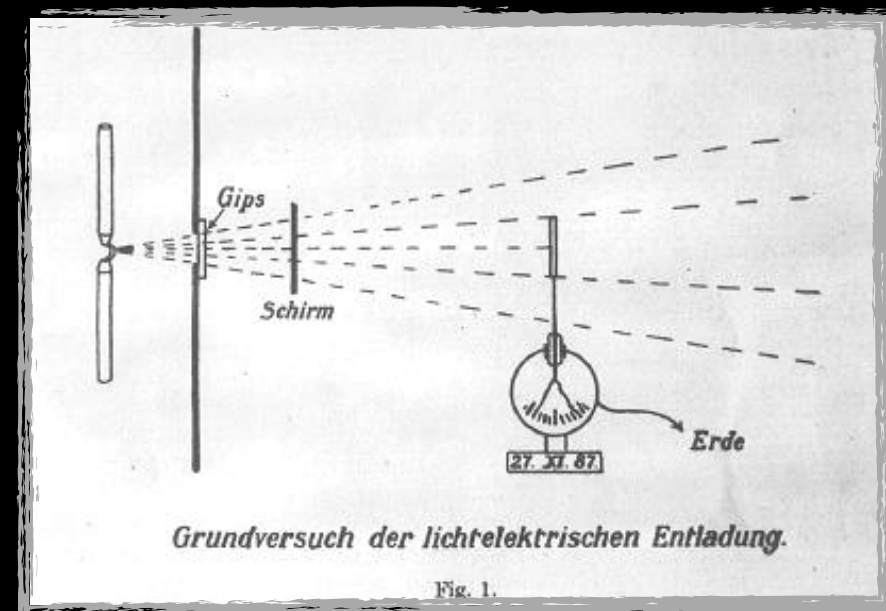 Gips
Schirm
Erde
27. XI. 87.
Grundversuch der lichtelektrischen Entladung.
Fig. 1.